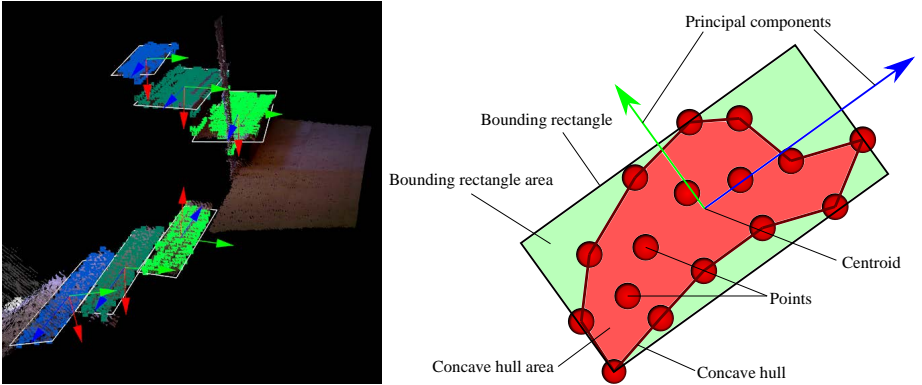 Principal components
Bounding rectangle
Bounding rectangle area
Centroid
Points
Concave hull area
Concave hull